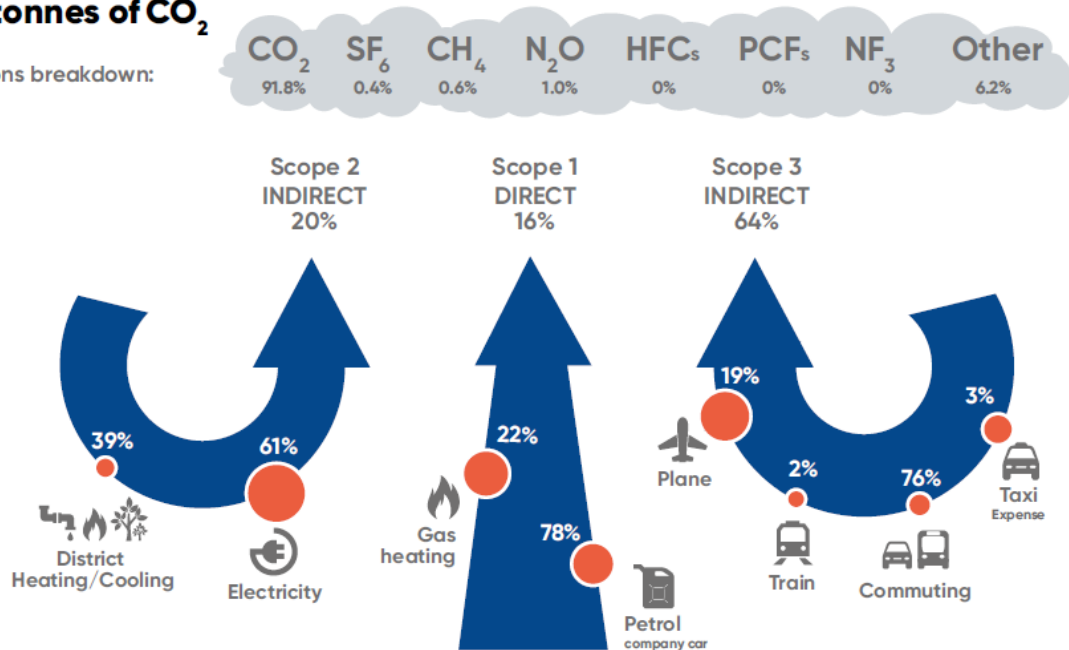 tonnes of CO2
ons breakdown:
CO2 SF6 CH4 N2O HFCs PCFs NF3 Other
91.8% 0.4% 0.6% 1.0% 0% 0% 0% 6.2%
Scope 2
INDIRECT
20%
Scope 1
DIRECT
16%
Scope 3
INDIRECT
64%
39%
61%
District
Heating/Cooling
Electricity
22%
78%
Gas
heating
Petrol
company car
19%
2%
76%
3%
Plane
Train
Commuting
Taxi
Expense